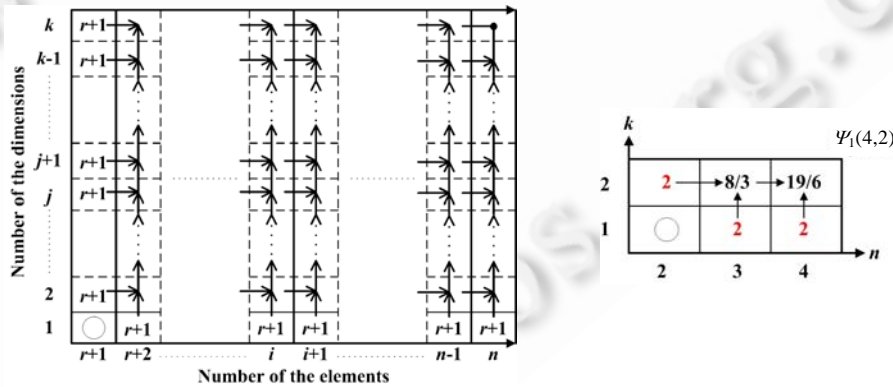 Number of the dimensions
k r+1
k-1 r+1
j+1 r+1
j r+1
2 r+1
1 r+1 r+1 r+1 r+1 r+1
r+1 r+2 i i+1 n-1 n
Number of the elements
k
Ψ1(4,2)
2 2 8/3 19/6
1 2 2
n
2 3 4